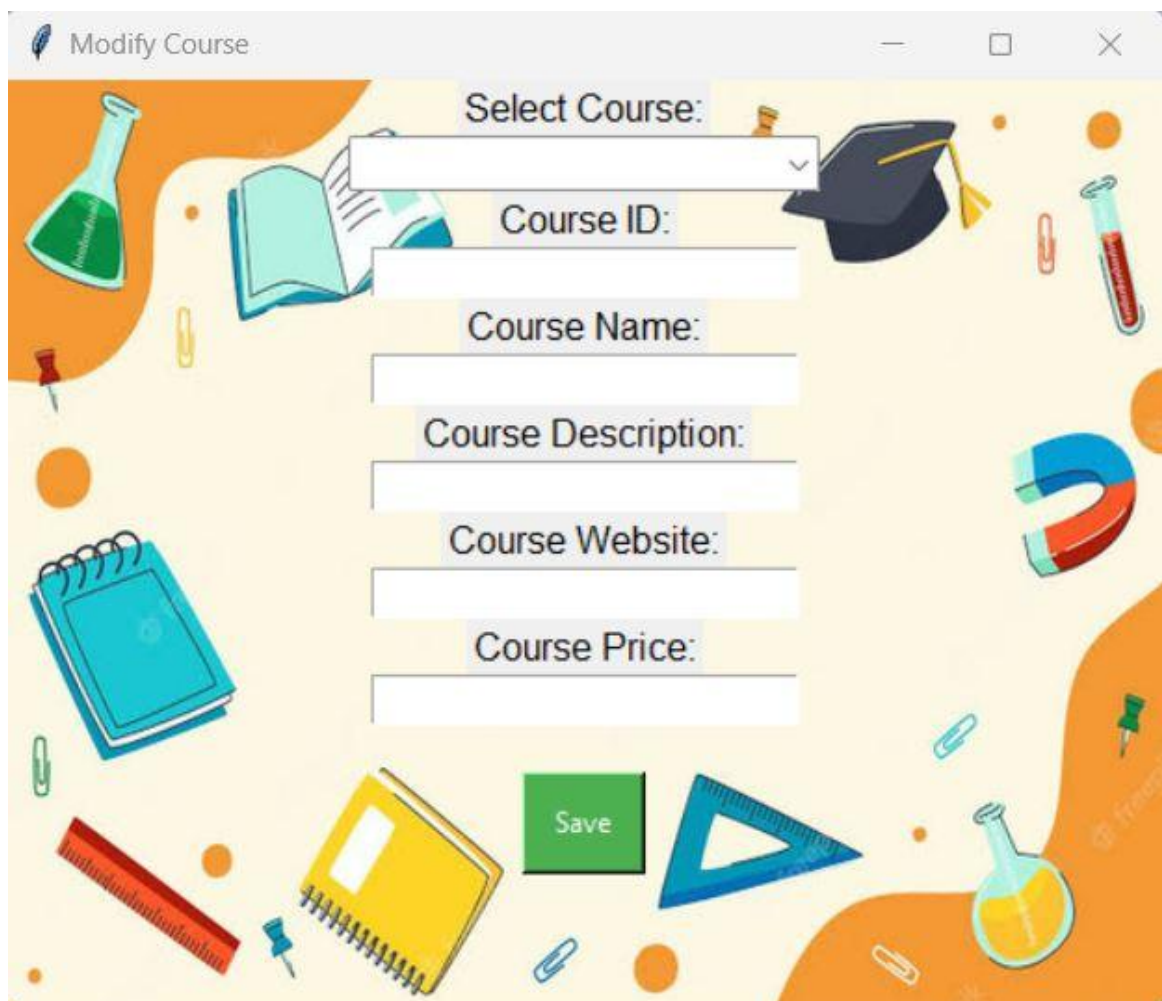 Modify Course
Select Course:
Course ID:
Course Name:
Course Description:
Course Website:
Course Price:
Save